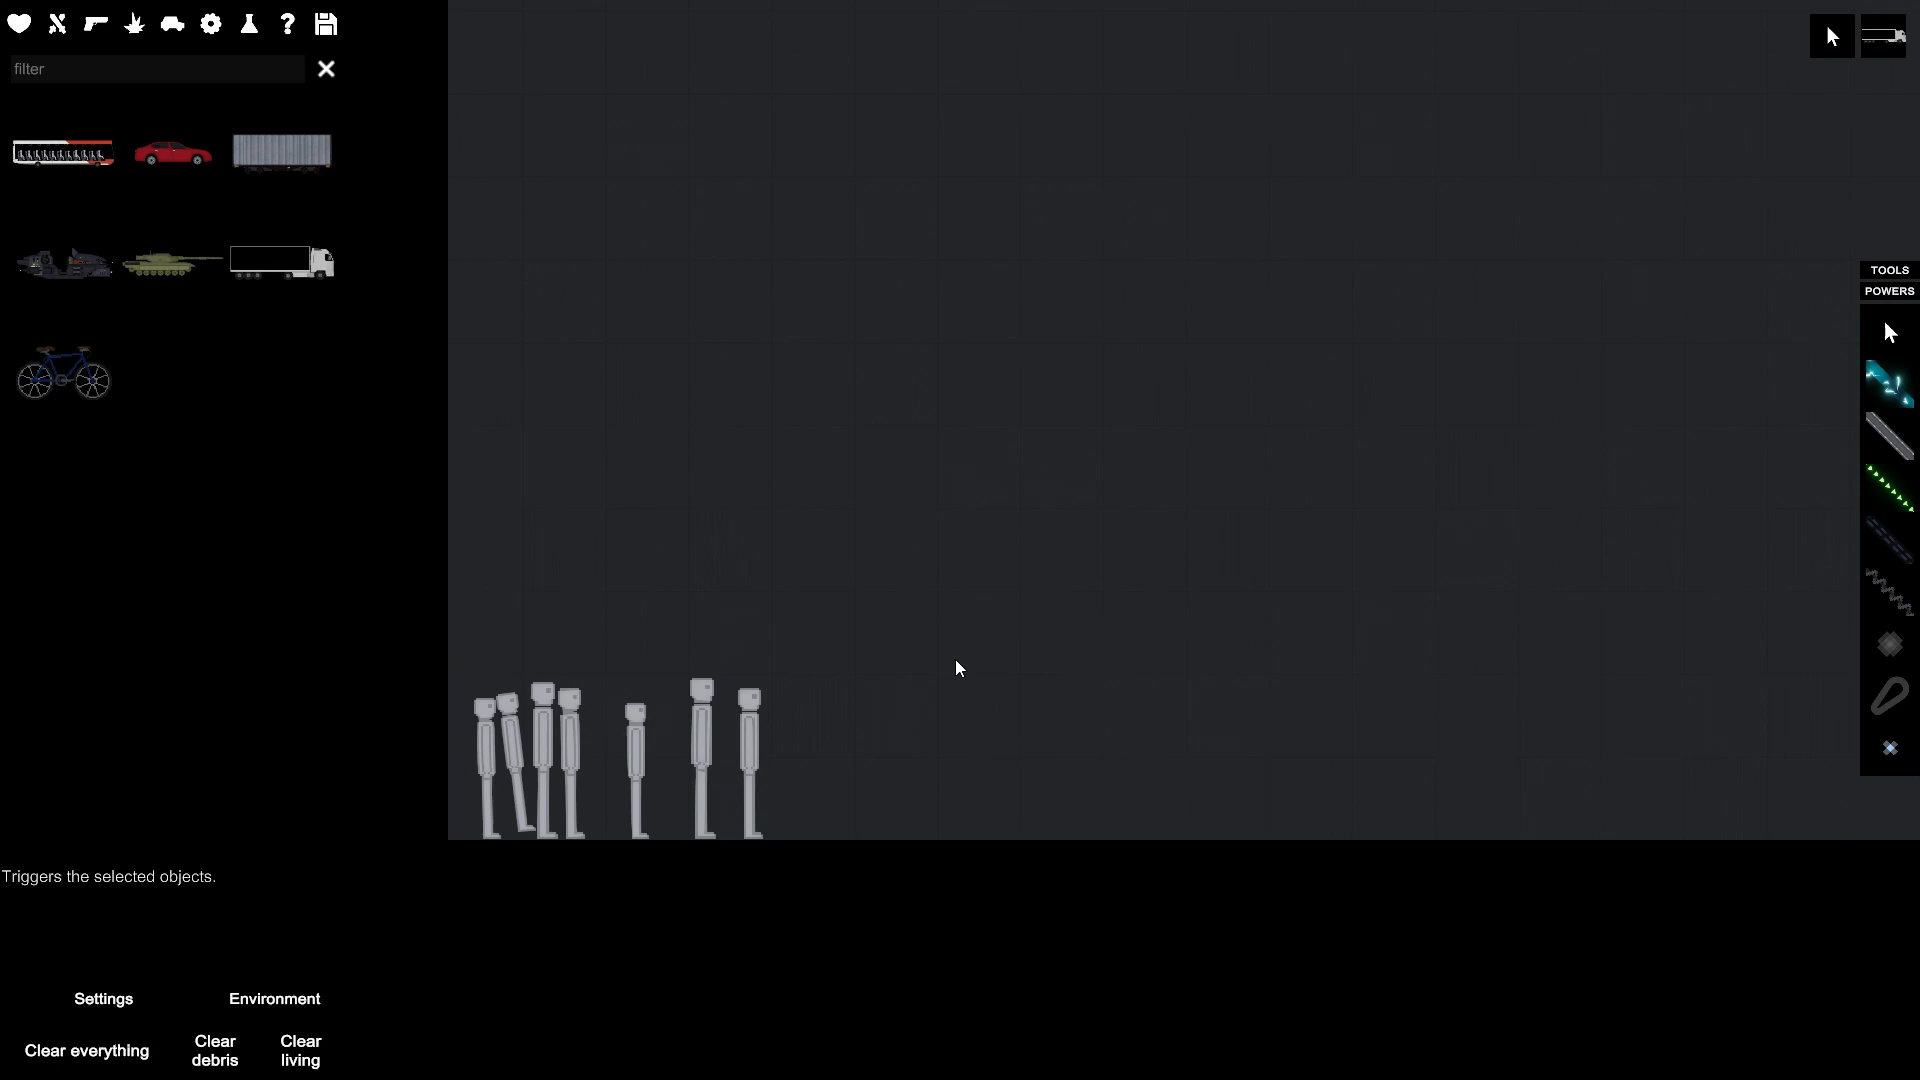 filter
TOOLS
POWERS
Triggers the selected objects.
Settings
Environment
Clear everything
Clear
debris
Clear
living